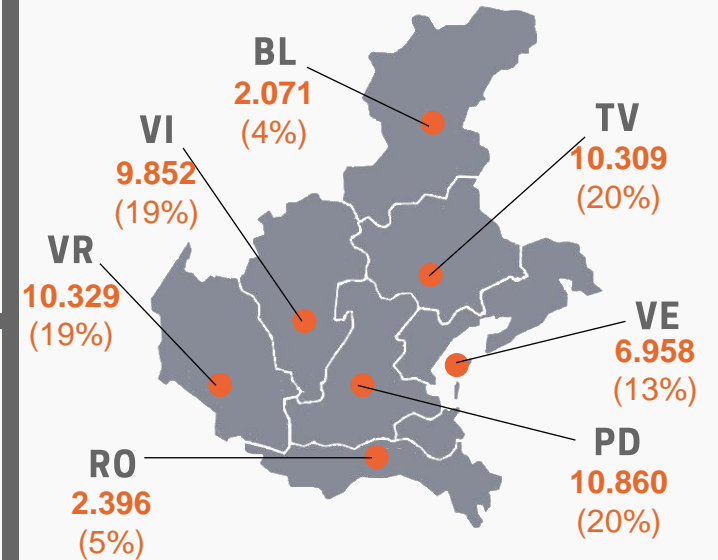 BL
2.071
(4%)
TV
10.309
(20%)
VI
9.852
(19%)
VR
10.329
(19%)
VE
6.958
(13%)
PD
10.860
(20%)
RO
2.396
(5%)